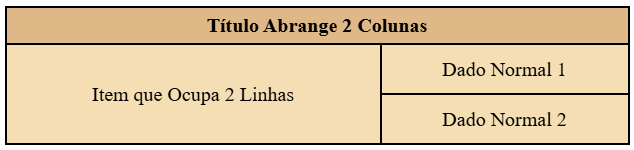 Título Abrange 2 Colunas
Item que Ocupa 2 Linhas
Dado Normal 1
Dado Normal 2